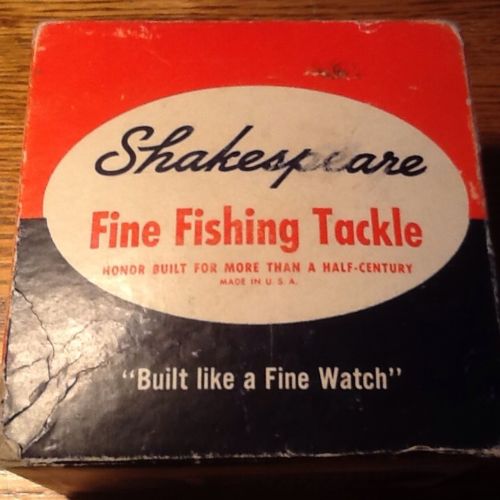 Shakespeare
Fine Fishing Tackle
HONOR BUILT FOR MORE THAN A HALF-CENTURY
MADE IN U. S. A.
"Built like a Fine Watch"